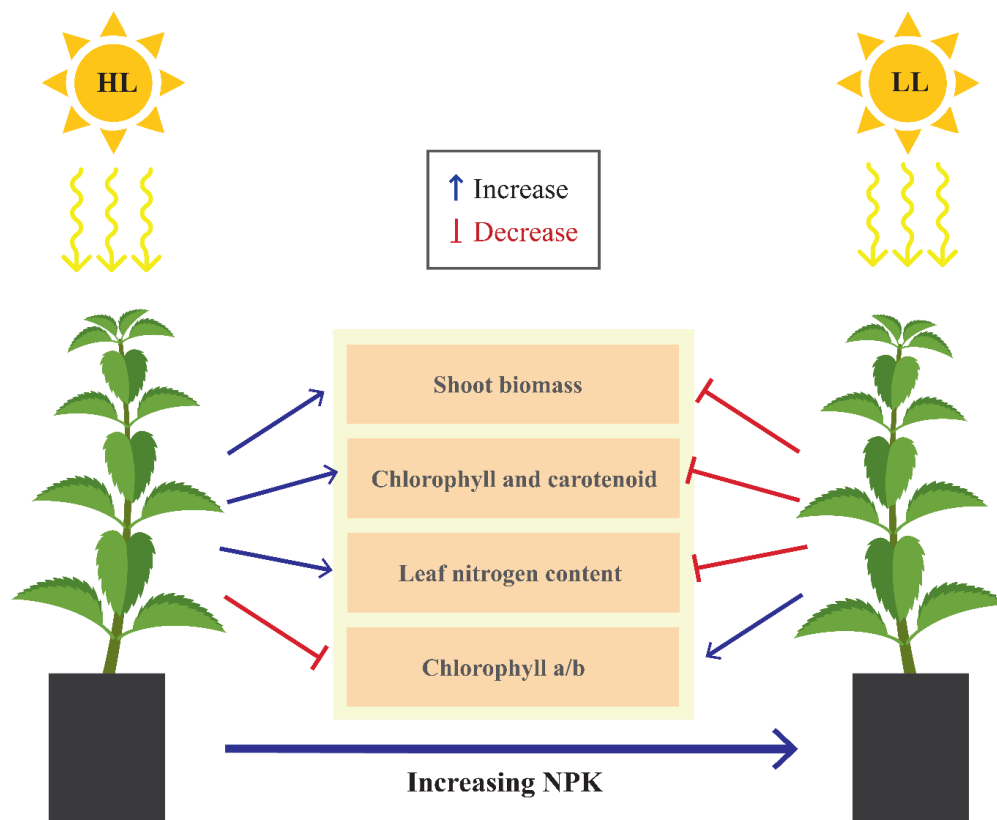 HL
LL
↑ Increase
⊥ Decrease
Shoot biomass
Chlorophyll and carotenoid
Leaf nitrogen content
Chlorophyll a/b
Increasing NPK